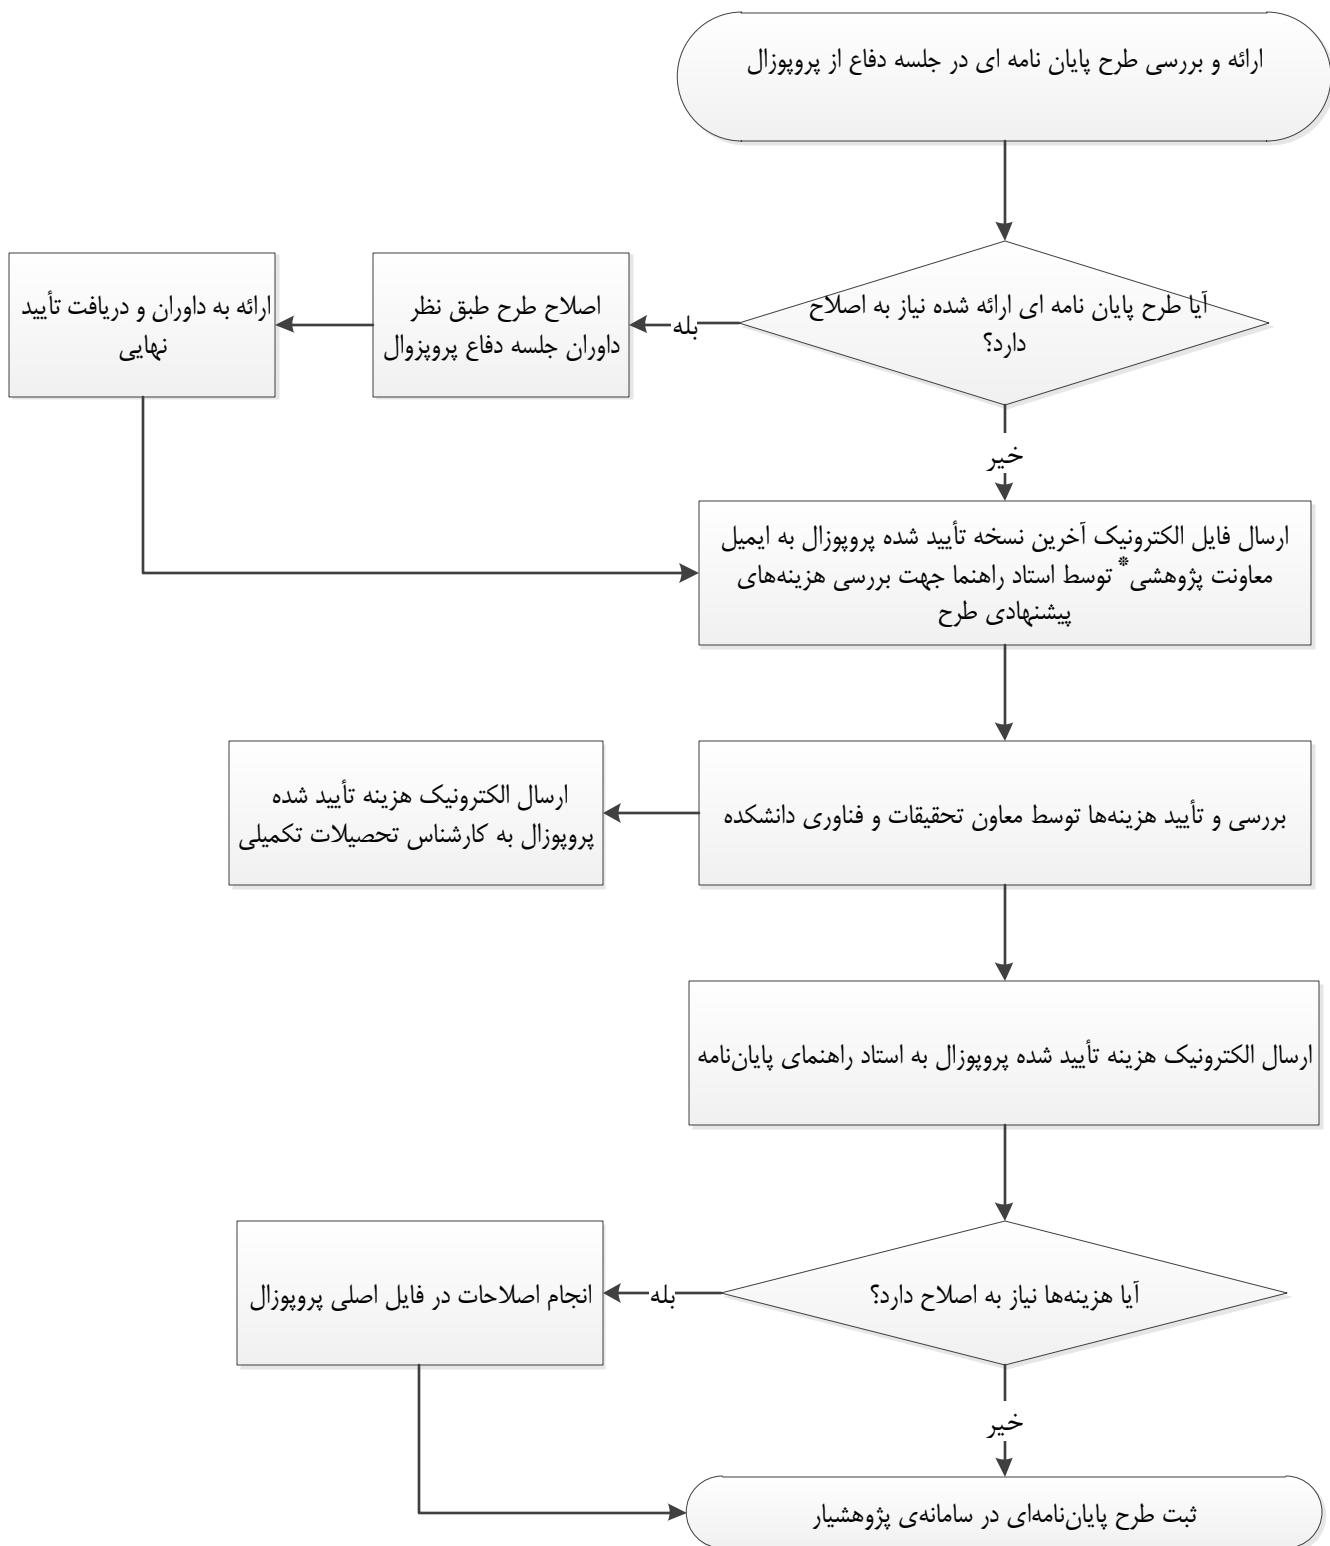 ارائه و بررسی طرح پایان نامه ای در جلسه دفاع از پروپوزال
آیا طرح پایان نامه ای ارائه شده نیاز به اصلاح
دارد؟
بله
اصلاح طرح طبق نظر
داوران جلسه دفاع پروپزوال
ارائه به داوران و دریافت تأیید
نهایی
خیر
ارسال فایل الکترونیک آخرین نسخه تأیید شده پروپوزال به ایمیل
معاونت پژوهشی* توسط استاد راهنما جهت بررسی هزینه‌های
پیشنهادی طرح
بررسی و تأیید هزینه‌ها توسط معاون تحقیقات و فناوری دانشکده
ارسال الکترونیک هزینه تأیید شده
پروپوزال به کارشناس تحصیلات تکمیلی
ارسال الکترونیک هزینه تأیید شده پروپوزال به استاد راهنمای پایان‌نامه
آیا هزینه‌ها نیاز به اصلاح دارد؟
بله
انجام اصلاحات در فایل اصلی پروپوزال
خیر
ثبت طرح پایان‌نامه‌ای در سامانه‌ی پژوهشیار